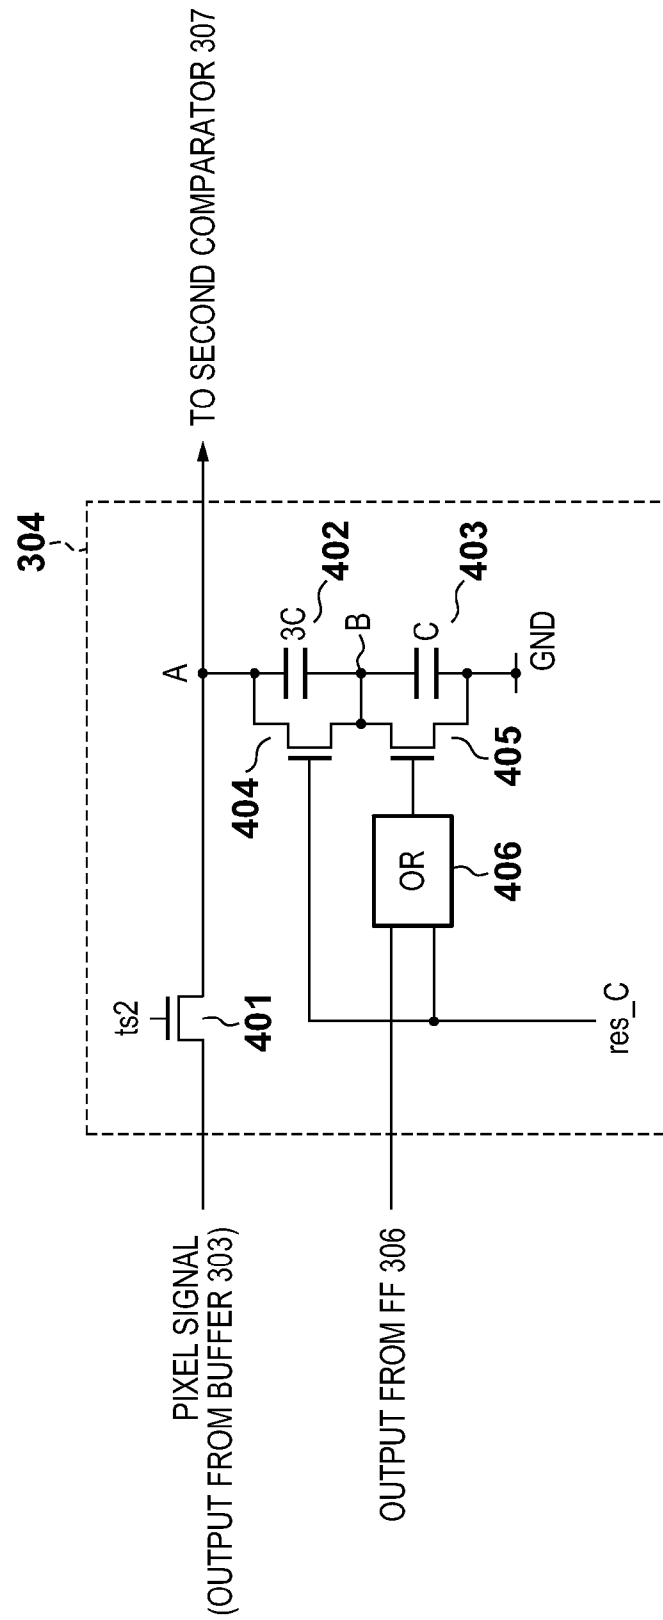 304
ts2
401
A
TO SECOND COMPARATOR 307
3C
402
404
B
C
403
405
OR
406
GND
res_C
PIXEL SIGNAL
(OUTPUT FROM BUFFER 303)
OUTPUT FROM FF 306